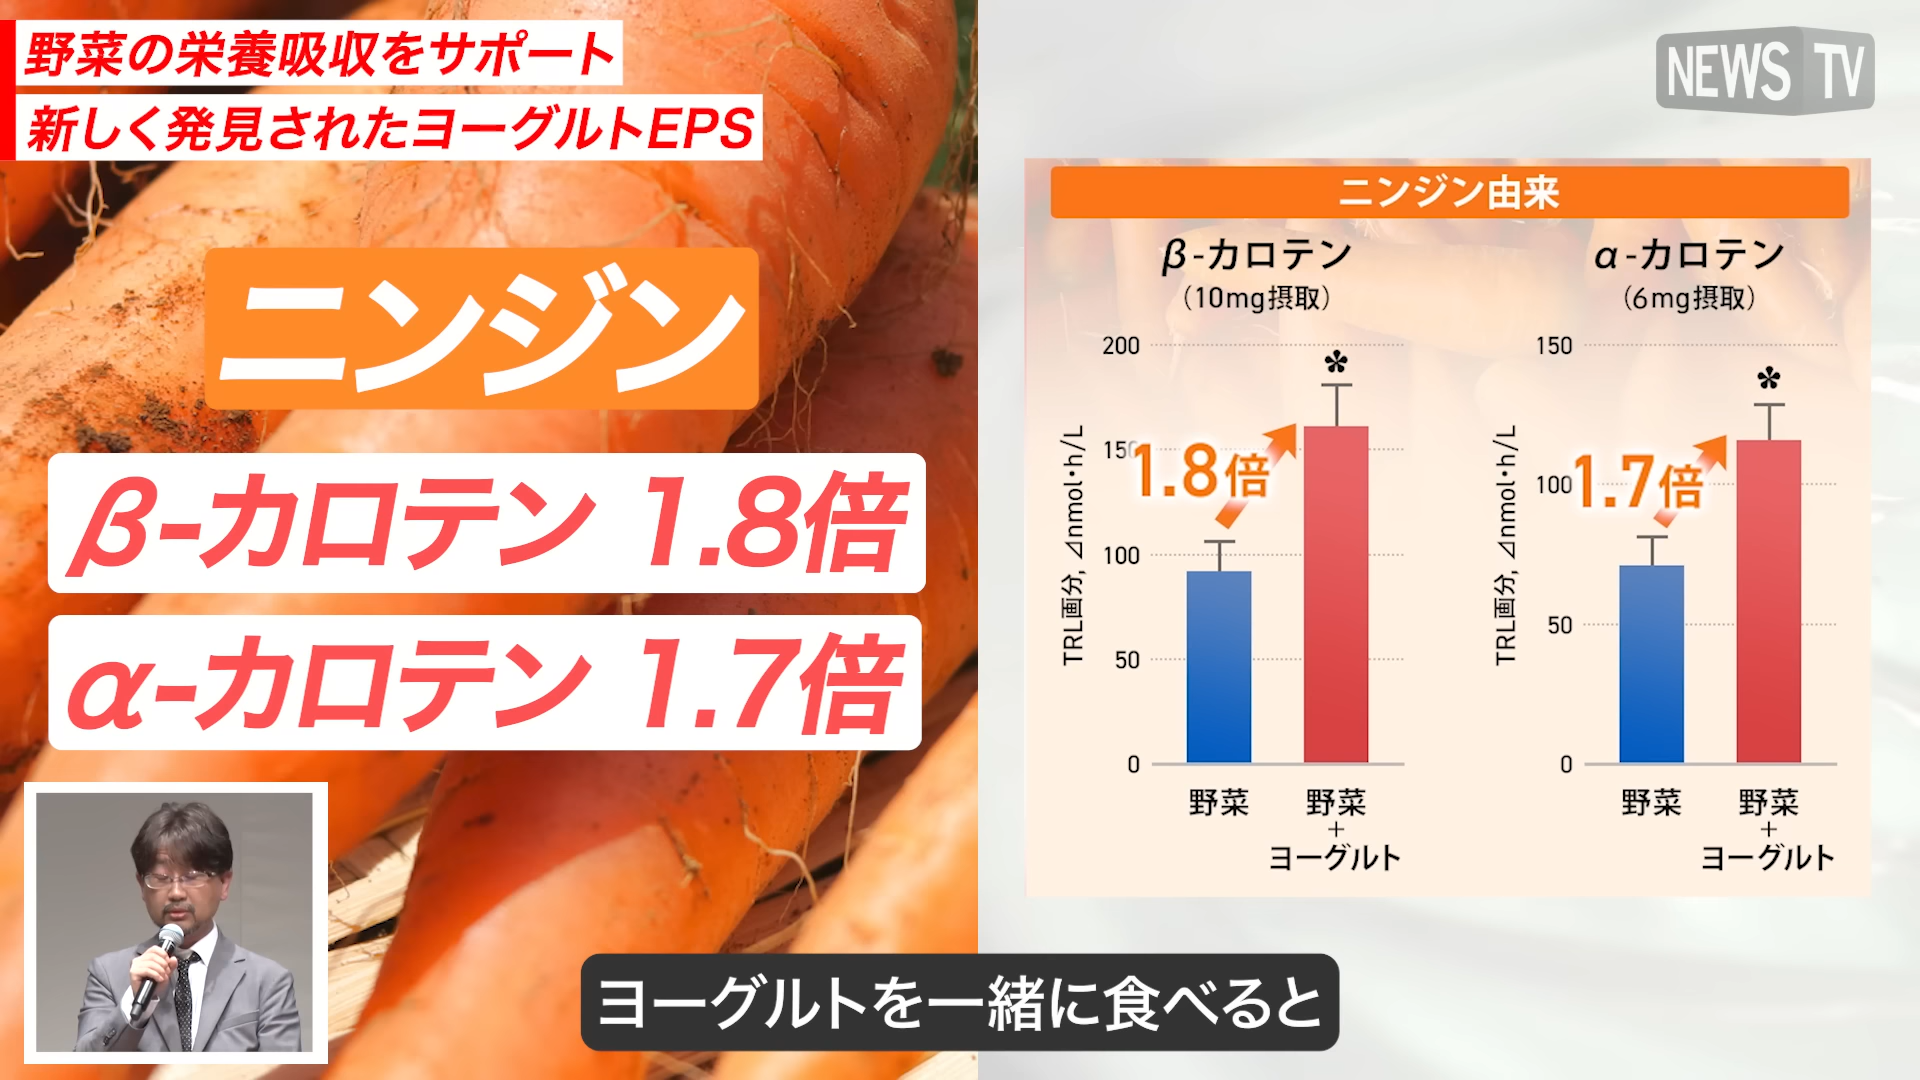 野菜の栄養吸収をサポート
新しく発見されたヨーグルトEPS
NEWS TV
ニンジン
β-カロテン 1.8倍
α-カロテン 1.7倍
ニンジン由来
β-カロテン
(10mg摂取)
TRL画分, ⊿nmol・h/L
200
150
100
50
0
*
1.8倍
野菜
野菜
+
ヨーグルト
α-カロテン
(6mg摂取)
TRL画分, ⊿nmol・h/L
150
100
50
0
*
1.7倍
野菜
野菜
+
ヨーグルト
ヨーグルトを一緒に食べると